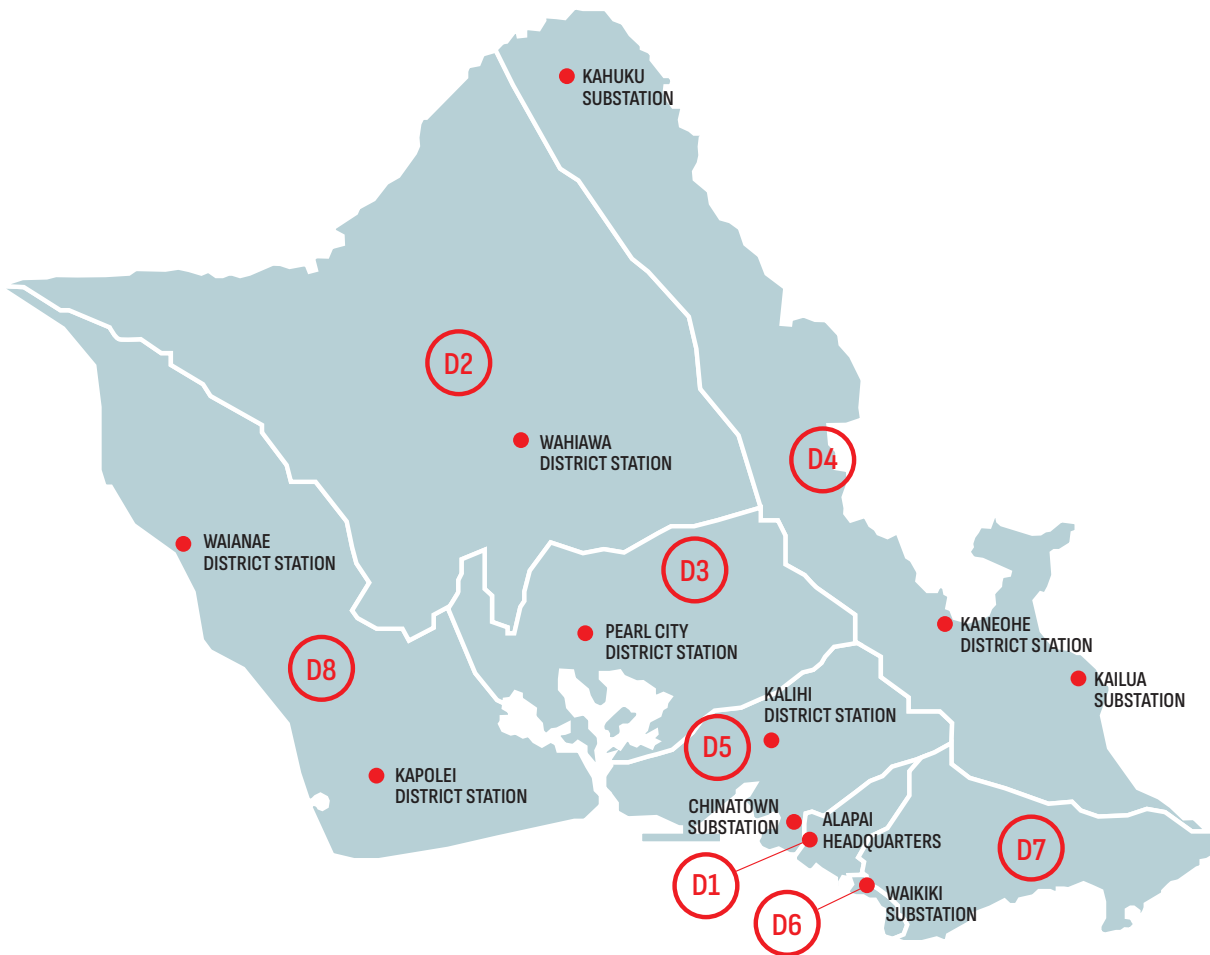 KAHUKU
SUBSTATION
D2
WAHIAWA
DISTRICT STATION
D4
WAIANAE
DISTRICT STATION
D3
PEARL CITY
DISTRICT STATION
KANEOHE
DISTRICT STATION
D8
KAILUA
SUBSTATION
KALIHI
DISTRICT STATION
D5
KAPOLEI
DISTRICT STATION
CHINATOWN
SUBSTATION
ALAPAI
HEADQUARTERS
D7
D1
WAIKIKI
SUBSTATION
D6